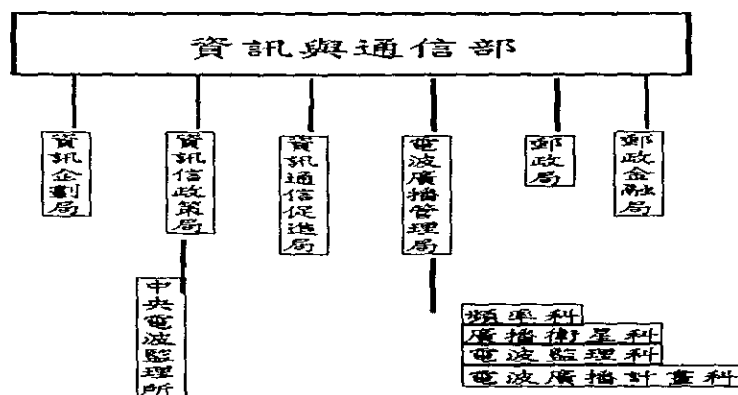 資訊與通信部
資訊企劃局
資訊信政策局
資訊通信促進局
電波廣播管理局
郵政局
郵政金融局
中央電波監理所
頻率科
廣播衛星科
電波監理科
電波廣播計畫科